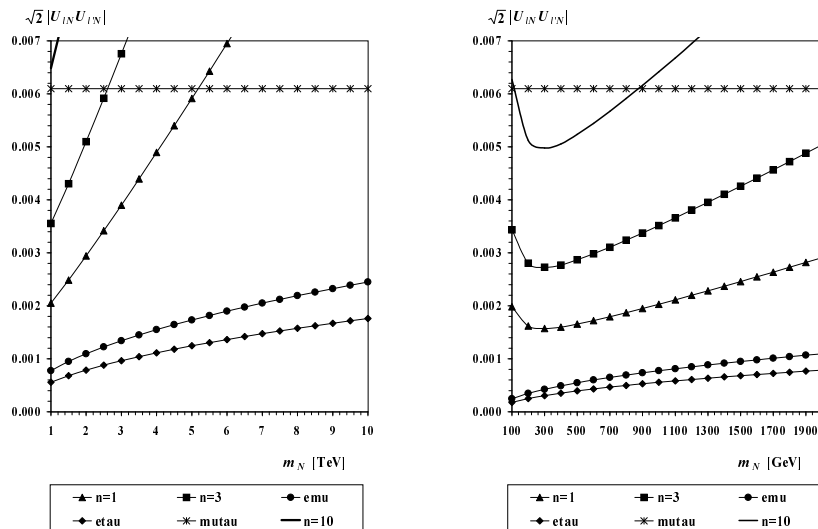 √2 |U_{lN} U_{l'N}|
0.007
0.006
0.005
0.004
0.003
0.002
0.001
0.000
1 2 3 4 5 6 7 8 9 10
m_N [TeV]
n=1 n=3 emu
etau mutau n=10
√2 |U_{lN} U_{l'N}|
0.007
0.006
0.005
0.004
0.003
0.002
0.001
0.000
100 300 500 700 900 1100 1300 1500 1700 1900
m_N [GeV]
n=1 n=3 emu
etau mutau n=10